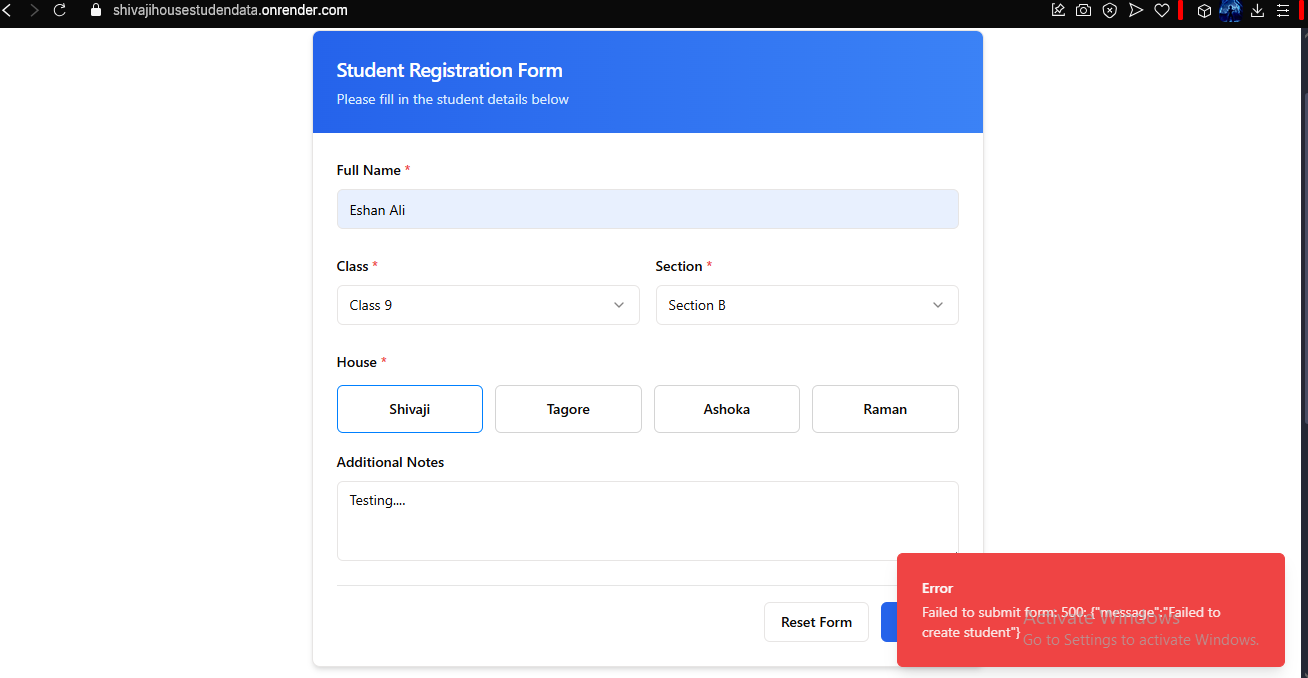 shivajihousestudendata.onrender.com
Student Registration Form
Please fill in the student details below
Full Name *
Eshan Ali
Class *
Section *
Class 9
Section B
House *
Shivaji
Tagore
Ashoka
Raman
Additional Notes
Testing....
Reset Form
Error
Failed to submit form: 500: {"message":"Failed to
create student"}
Activate Windows
Go to Settings to activate Windows.